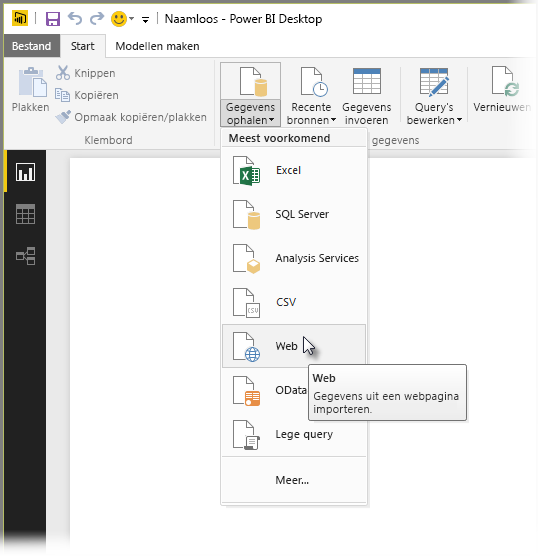 Naamloos - Power BI Desktop
Bestand Start Modellen maken
Plakken
Knippen
Kopiëren
Opmaak kopiëren/plakken
Klembord
Gegevens
ophalen
Recente
bronnen
Gegevens
invoeren
Query's
bewerken
Vernieuwen
gegevens
Meest voorkomend
Excel
SQL Server
Analysis Services
CSV
CSV
Web
OData
Lege query
Meer...
Web
Gegevens uit een webpagina
importeren.